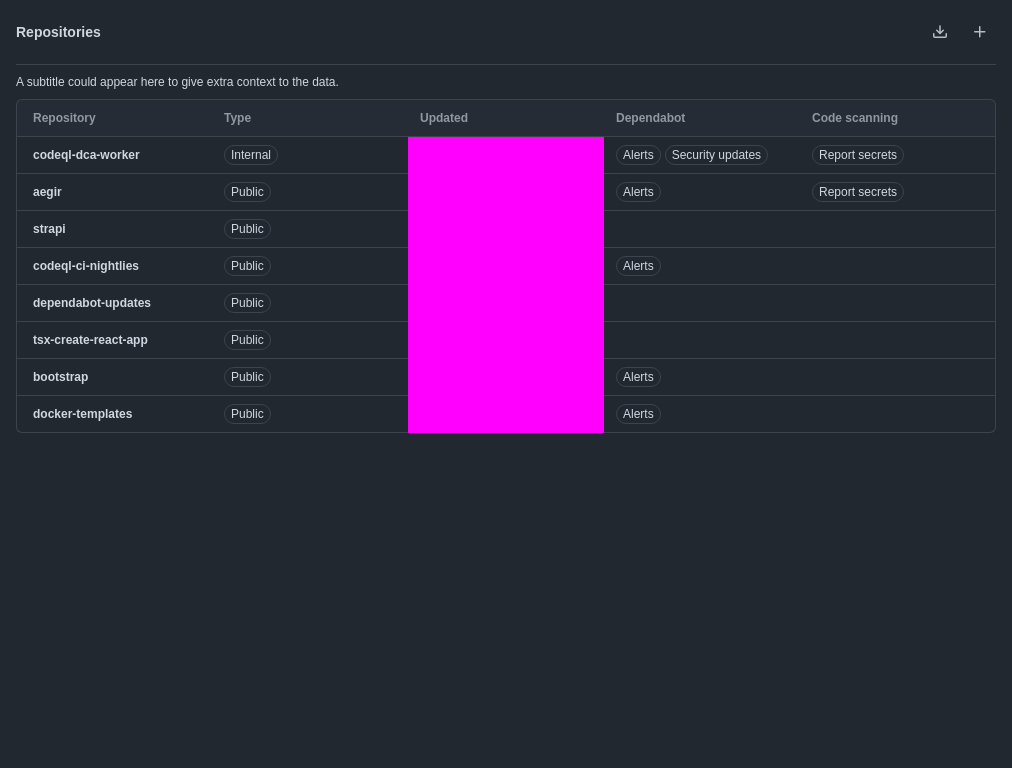 Repositories
A subtitle could appear here to give extra context to the data.
Repository Type Updated Dependabot Code scanning
codeql-dca-worker Internal Alerts Security updates Report secrets
aegir Public Alerts Report secrets
strapi Public
codeql-ci-nightlies Public Alerts
dependabot-updates Public
tsx-create-react-app Public
bootstrap Public Alerts
docker-templates Public Alerts